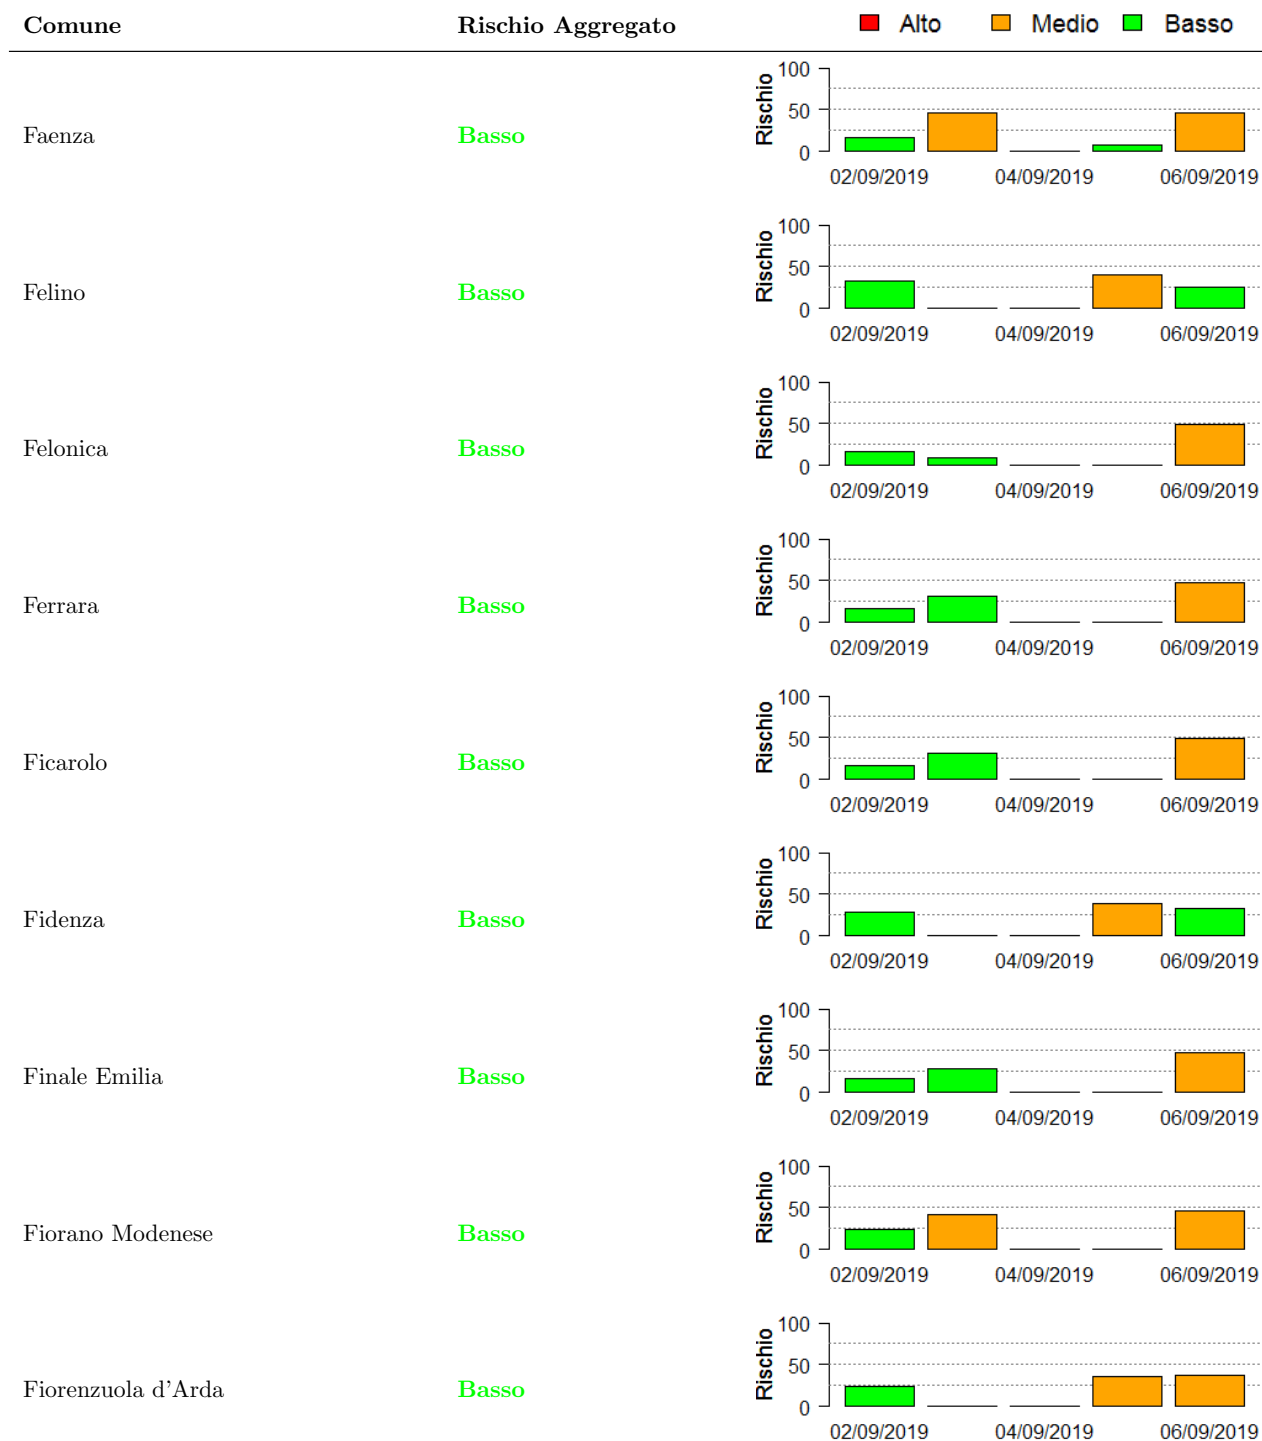 Comune Rischio Aggregato Alto Medio Basso
Faenza Basso Rischio 100 50 0
02/09/2019 04/09/2019 06/09/2019
Felino Basso Rischio 100 50 0
02/09/2019 04/09/2019 06/09/2019
Felonica Basso Rischio 100 50 0
02/09/2019 04/09/2019 06/09/2019
Ferrara Basso Rischio 100 50 0
02/09/2019 04/09/2019 06/09/2019
Ficarolo Basso Rischio 100 50 0
02/09/2019 04/09/2019 06/09/2019
Fidenza Basso Rischio 100 50 0
02/09/2019 04/09/2019 06/09/2019
Finale Emilia Basso Rischio 100 50 0
02/09/2019 04/09/2019 06/09/2019
Fiorano Modenese Basso Rischio 100 50 0
02/09/2019 04/09/2019 06/09/2019
Fiorenzuola d'Arda Basso Rischio 100 50 0
02/09/2019 04/09/2019 06/09/2019